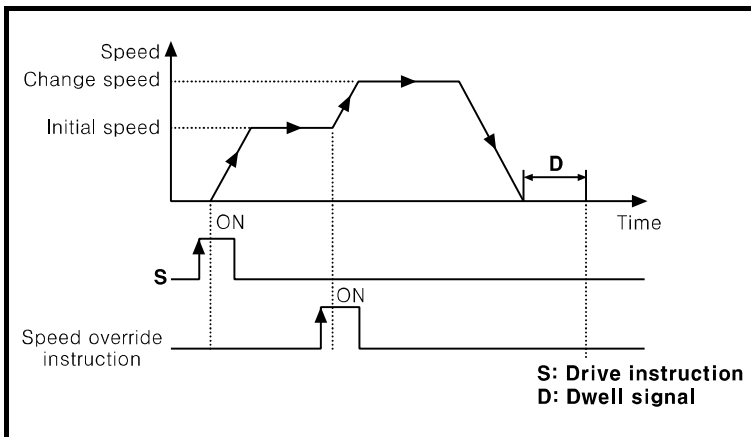 Speed
Change speed
Initial speed
D
Time
ON
S
ON
Speed override
instruction
S: Drive instruction
D: Dwell signal